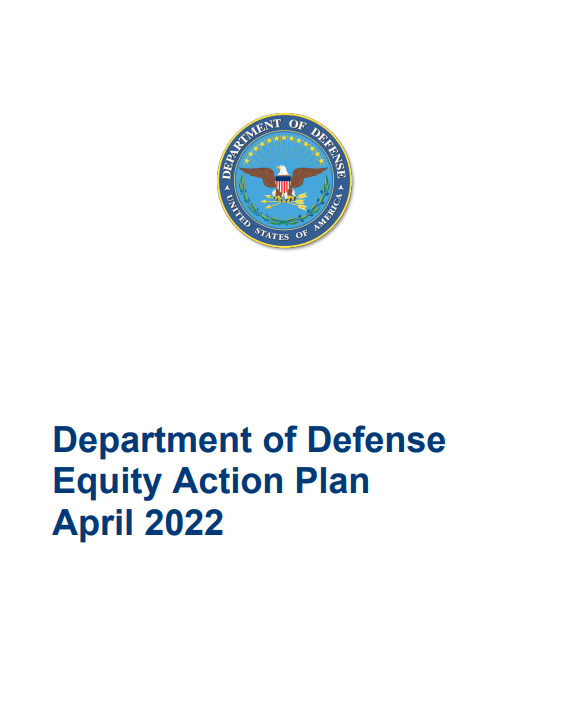 DEPARTMENT OF DEFENSE
UNITED STATES OF AMERICA
Department of Defense
Equity Action Plan
April 2022